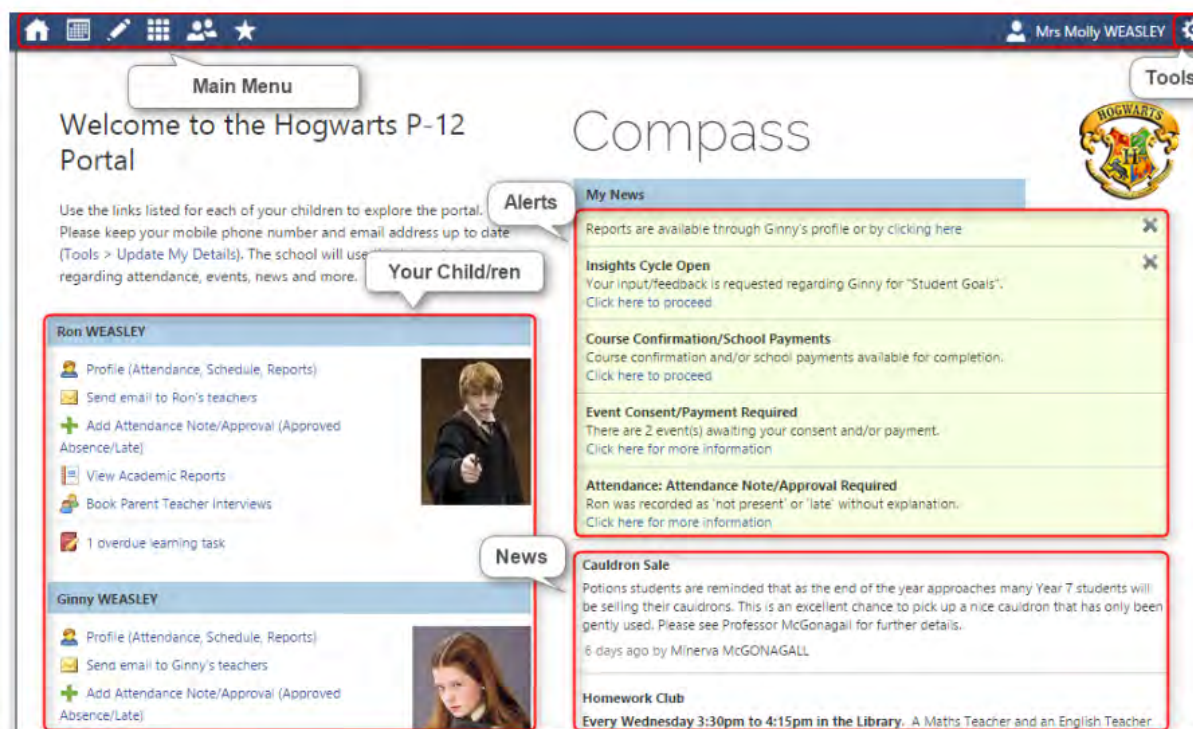 Mrs Molly WEASLEY
Main Menu
Tools
Welcome to the Hogwarts P-12
Portal
Compass
HOGWARTS
H
Use the links listed for each of your children to explore the portal.
Please keep your mobile phone number and email address up to date
(Tools > Update My Details). The school will use
regarding attendance, events, news and more.
Your Child/ren
Ron WEASLEY
Profile (Attendance, Schedule, Reports)
Send email to Ron's teachers
Add Attendance Note/Approval (Approved
Absence/Late)
View Academic Reports
Book Parent Teacher Interviews
1 overdue learning task
Ginny WEASLEY
Profile (Attendance, Schedule, Reports)
Send email to Ginny's teachers
Add Attendance Note/Approval (Approved
Absence/Late)
Alerts
My News
Reports are available through Ginny's profile or by clicking here
Insights Cycle Open
Your input/feedback is requested regarding Ginny for "Student Goals".
Click here to proceed
Course Confirmation/School Payments
Course confirmation and/or school payments available for completion.
Click here to proceed
Event Consent/Payment Required
There are 2 event(s) awaiting your consent and/or payment.
Click here for more information
Attendance: Attendance Note/Approval Required
Ron was recorded as 'not present' or 'late' without explanation.
Click here for more information
News
Cauldron Sale
Potions students are reminded that as the end of the year approaches many Year 7 students will
be selling their cauldrons. This is an excellent chance to pick up a nice cauldron that has only been
gently used. Please see Professor McGonagall for further details.
6 days ago by Minerva McGONAGALL
Homework Club
Every Wednesday 3:30pm to 4:15pm in the Library. A Maths Teacher and an English Teacher